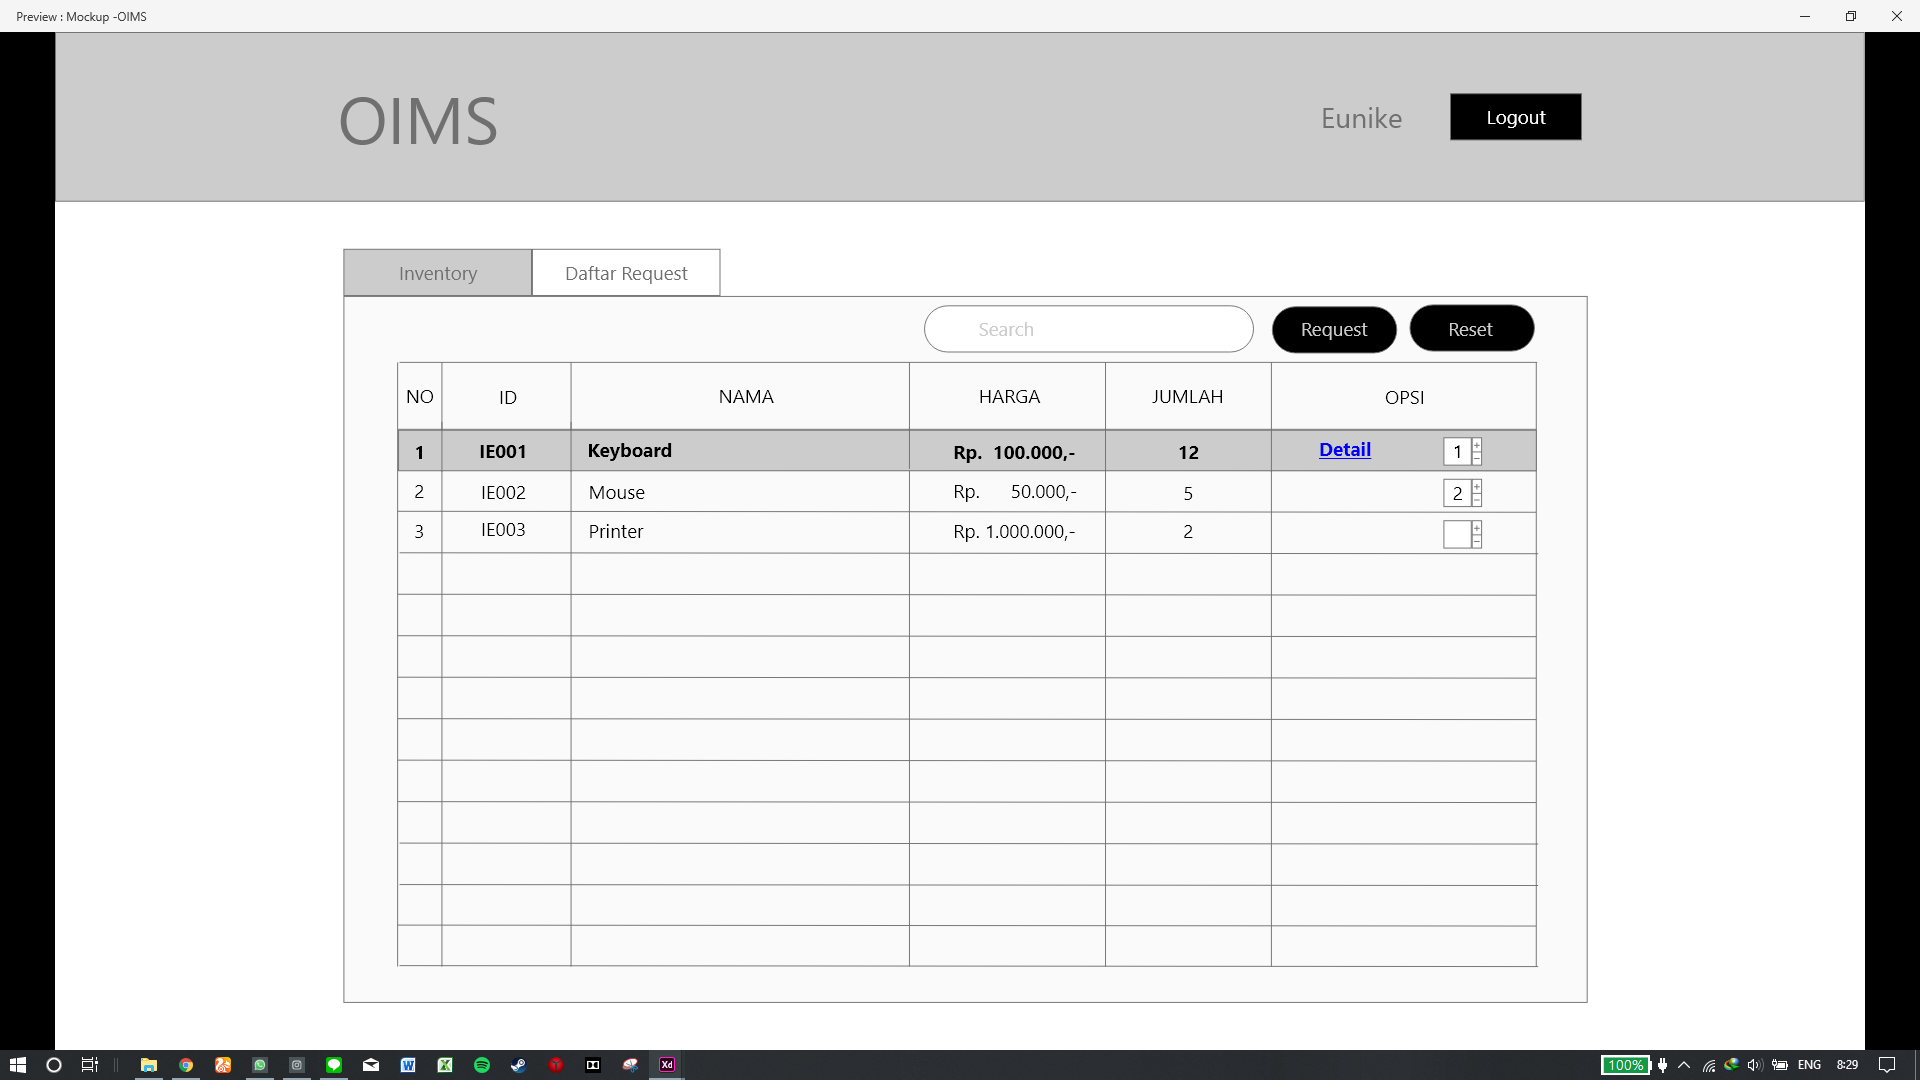 Preview : Mockup -OIMS
OIMS
Eunike
Logout
Inventory
Daftar Request
Search
Request
Reset
NO ID NAMA HARGA JUMLAH OPSI
1 IE001 Keyboard Rp. 100.000,- 12 Detail 1
2 IE002 Mouse Rp. 50.000,- 5 2
3 IE003 Printer Rp. 1.000.000,- 2
100% ENG 8:29